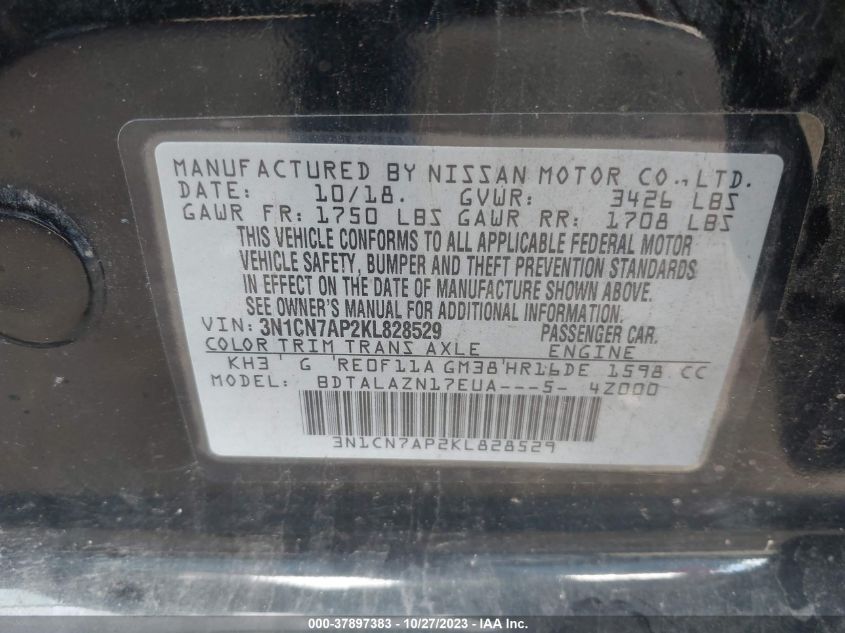 MANUFACTURED BY NISSAN MOTOR CO.,LTD.
DATE: 10/18. GVWR: 3426 LBS
GAWR FR: 1750 LBS GAWR RR: 1708 LBS
THIS VEHICLE CONFORMS TO ALL APPLICABLE FEDERAL MOTOR
VEHICLE SAFETY, BUMPER AND THEFT PREVENTION STANDARDS
IN EFFECT ON THE DATE OF MANUFACTURE SHOWN ABOVE.
SEE OWNER'S MANUAL FOR ADDITIONAL INFORMATION.
VIN: 3N1CN7AP2KL828529 PASSENGER CAR.
COLOR TRIM TRANS AXLE ENGINE
KH3 ' G 'RE0F11A GM38'HR16DE 1598 CC
MODEL: BDTALAZN17EUA---5- 4Z000
3N1CN7AP2KL828529
000-37897383 - 10/27/2023 - IAA Inc.